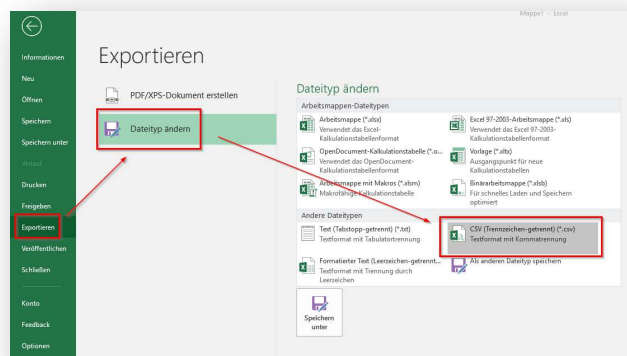 Mappe1 - Excel
Informationen
Neu
Öffnen
Speichern
Speichern unter
Verlauf
Drucken
Freigeben
Exportieren
Veröffentlichen
Schließen
Konto
Feedback
Optionen
Exportieren
PDF/XPS-Dokument erstellen
Dateityp ändern
Dateityp ändern
Arbeitsmappen-Dateitypen
Arbeitsmappe (*.xlsx)
Verwendet das Excel-
Kalkulationstabellenformat
Excel 97-2003-Arbeitsmappe (*.xls)
Verwendet das Excel 97-2003-
Kalkulationstabellenformat
OpenDocument-Kalkulationstabelle (*.o...
Verwendet das OpenDocument-
Kalkulationstabellenformat
Vorlage (*.xltx)
Ausgangspunkt für neue
Kalkulationstabellen
Arbeitsmappe mit Makros (*.xlsm)
Makrofähige Kalkulationstabelle
Binärarbeitsmappe (*.xlsb)
Für schnelles Laden und Speichern
optimiert
Andere Dateitypen
Text (Tabstopp-getrennt) (*.txt)
Textformat mit Tabulatortrennung
CSV (Trennzeichen-getrennt) (*.csv)
Textformat mit Kommatrennung
Formatierter Text (Leerzeichen-getrennt...
Textformat mit Trennung durch
Leerzeichen
Als anderen Dateityp speichern
Speichern
unter